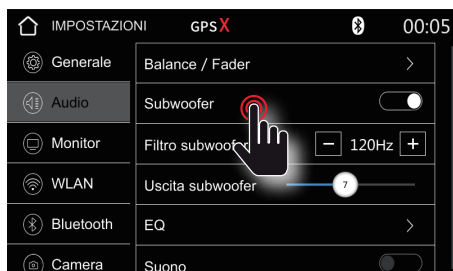 IMPOSTAZIONI GPSX 00:05
Generale
Balance / Fader
Audio
Subwoofer
Monitor
Filtro subwoof 120Hz
WLAN
Uscita subwoofer 7
Bluetooth
EQ
Camera
Suono